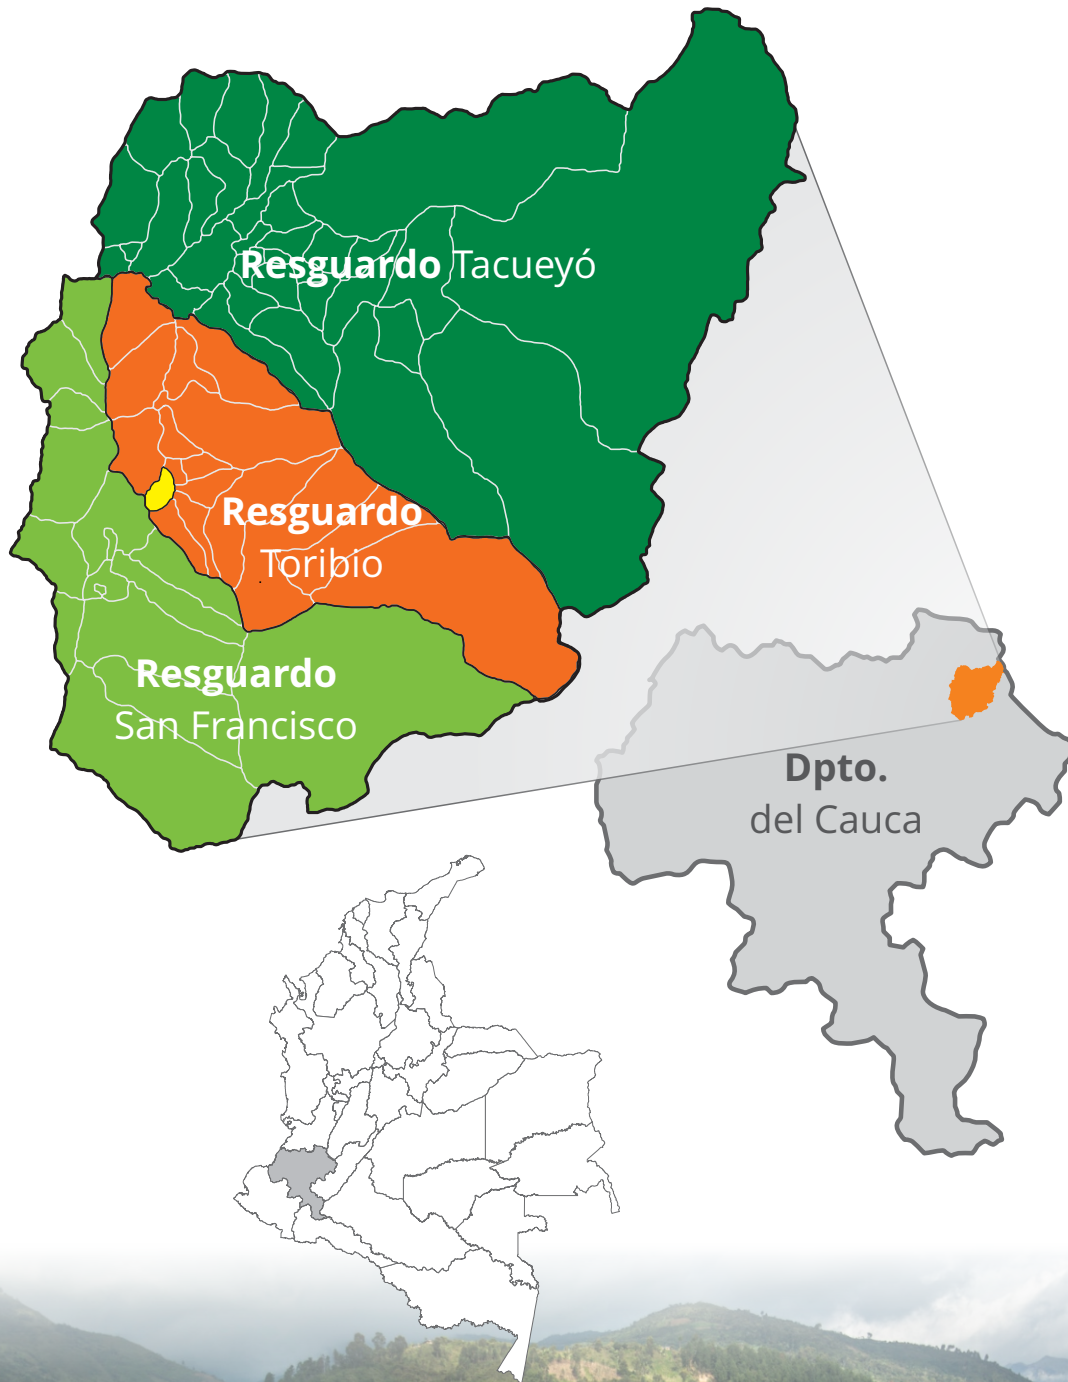 Resguardo Tacueyó
Resguardo
Toribio
Resguardo
San Francisco
Dpto.
del Cauca